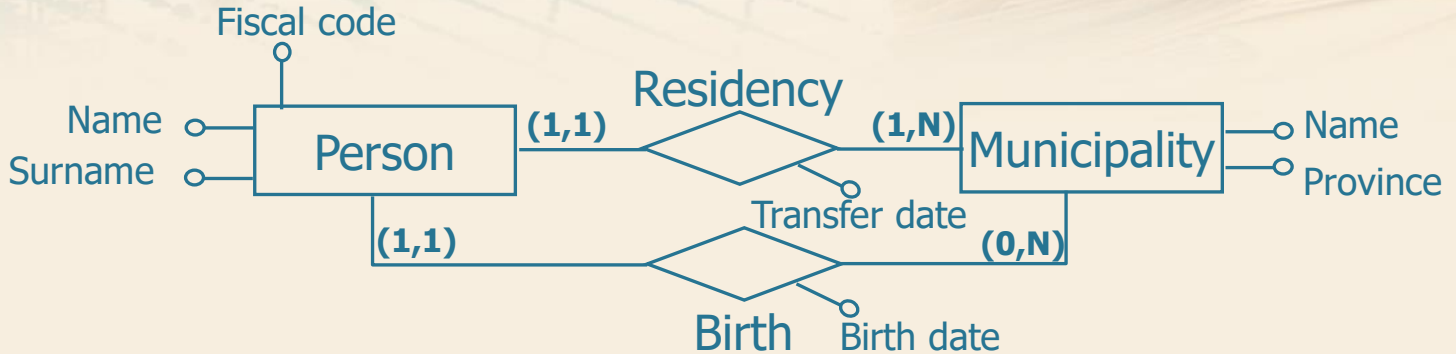 Fiscal code
Residency
Name
(1,1)
(1,N)
Name
Person
Municipality
Surname
Province
Transfer date
(1,1)
(0,N)
Birth
Birth date